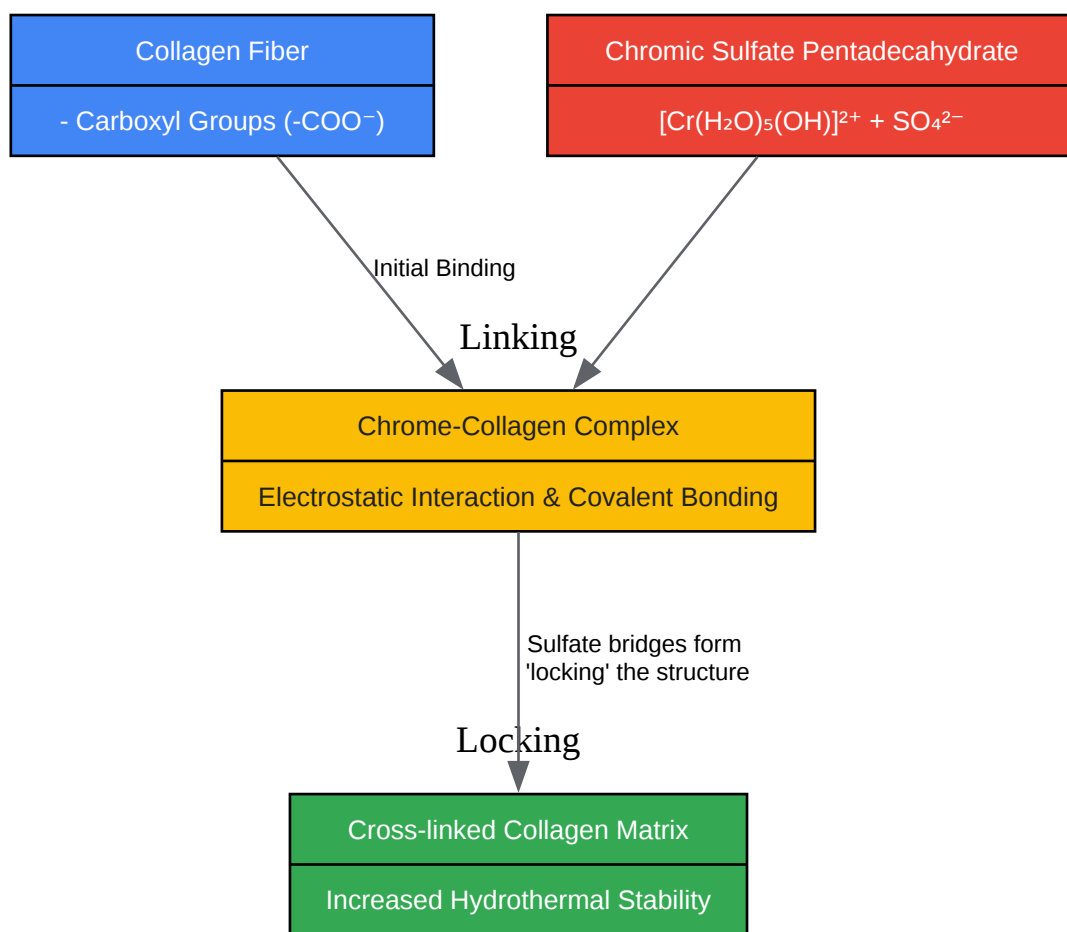 Collagen Fiber
- Carboxyl Groups (-COO⁻)
Chromic Sulfate Pentadecahydrate
[Cr(H₂O)₅(OH)]²⁺ + SO₄²⁻
Initial Binding
Linking
Chrome-Collagen Complex
Electrostatic Interaction & Covalent Bonding
Sulfate bridges form
'locking' the structure
Locking
Cross-linked Collagen Matrix
Increased Hydrothermal Stability